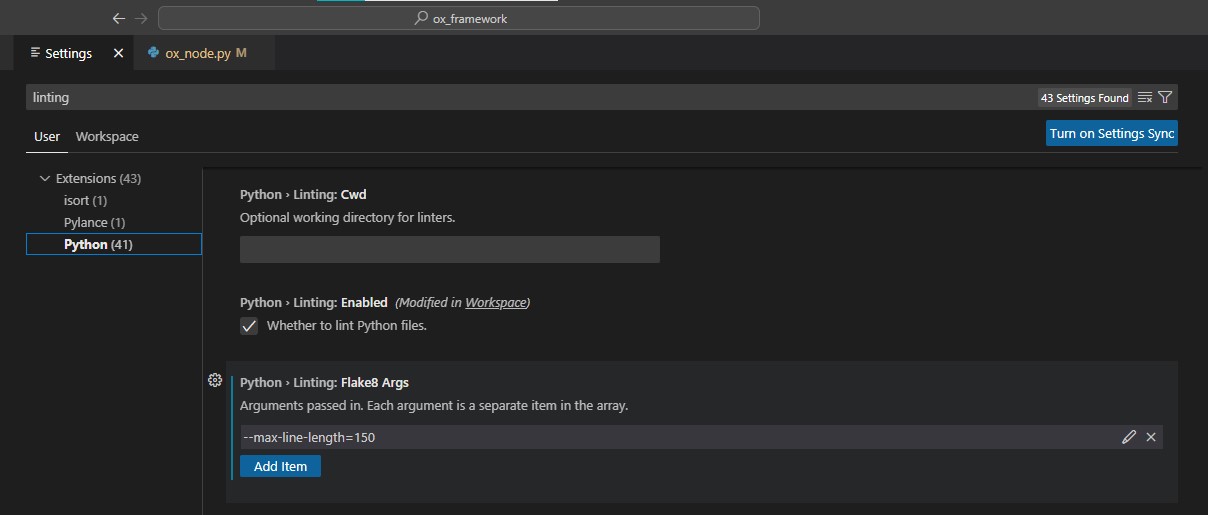 ox_framework
Settings
ox_node.py M
linting
43 Settings Found
User Workspace
Turn on Settings Sync
Extensions (43)
isort (1)
Pylance (1)
Python (41)
Python › Linting: Cwd
Optional working directory for linters.
Python › Linting: Enabled (Modified in Workspace)
Whether to lint Python files.
Python › Linting: Flake8 Args
Arguments passed in. Each argument is a separate item in the array.
--max-line-length=150
Add Item